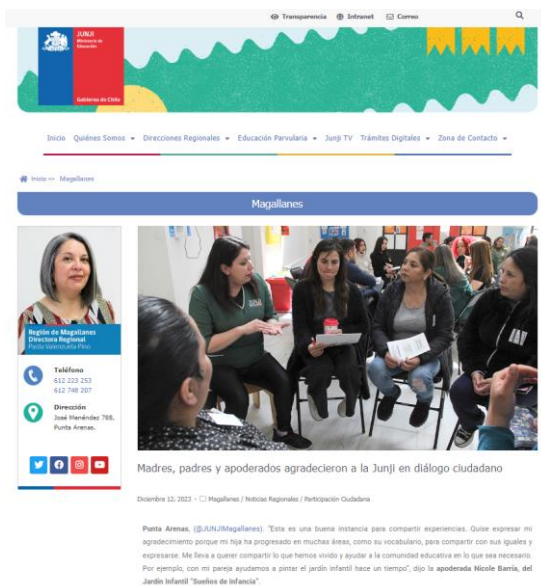 Transparencia Intranet Correo
JUNJI
Ministerio de
Educación
Gobierno de Chile
Inicio Quiénes Somos Direcciones Regionales Educación Parvularia Junji TV Trámites Digitales Zona de Contacto
Inicio >> Magallanes
Magallanes
Región de Magallanes
Directora Regional
Paola Valenzuela Pino
Teléfono
612 223 253
612 748 207
Dirección
José Menéndez 788,
Punta Arenas.
JUNJI
Madres, padres y apoderados agradecieron a la Junji en diálogo ciudadano
Diciembre 12, 2023 - Magallanes / Noticias Regionales / Participación Ciudadana
Punta Arenas, (@JUNJIMagallanes). "Esta es una buena instancia para compartir experiencias. Quise expresar mi
agradecimiento porque mi hija ha progresado en muchas áreas, como su vocabulario, para compartir con sus iguales y
expresarse. Me lleva a querer compartir lo que hemos vivido y ayudar a la comunidad educativa en lo que sea necesario.
Por ejemplo, con mi pareja ayudamos a pintar el jardín infantil hace un tiempo", dijo la apoderada Nicole Barría, del
Jardín Infantil "Sueños de Infancia".